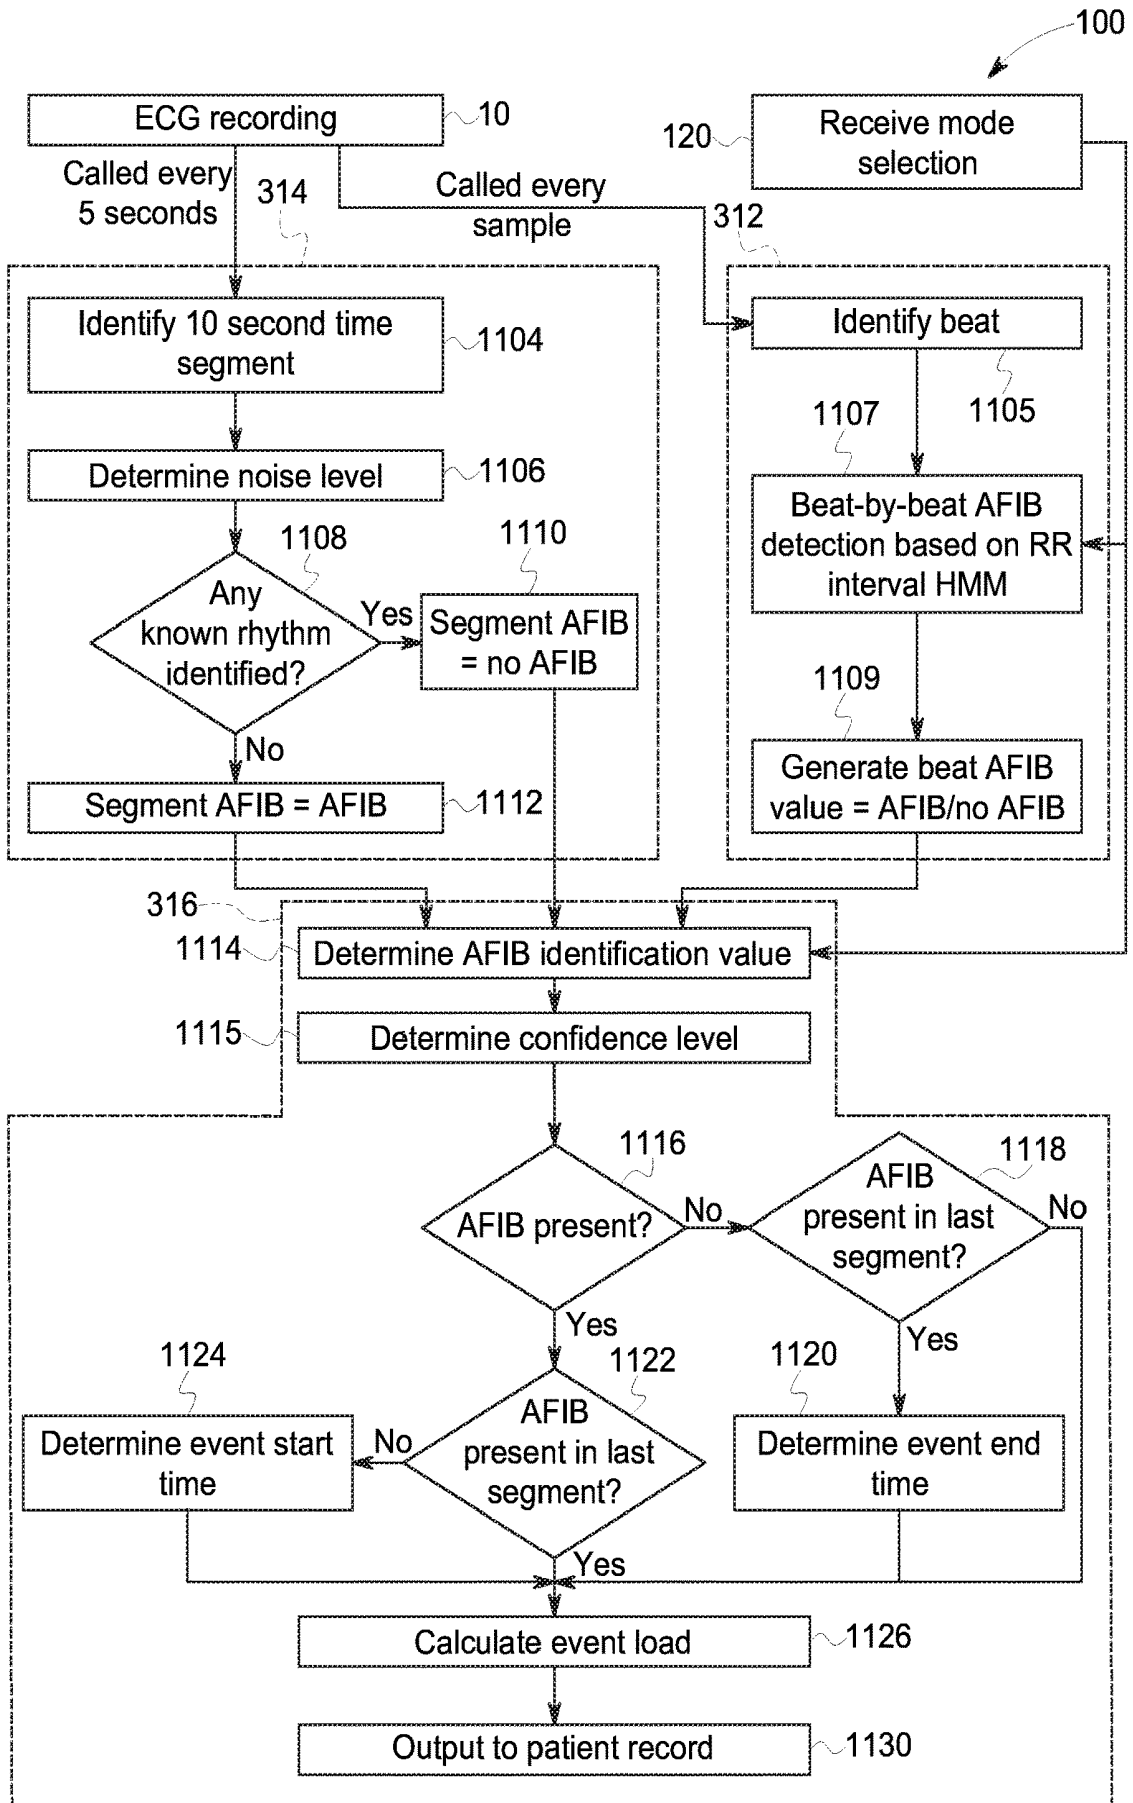 100
ECG recording
10
120
Receive mode
selection
Called every
5 seconds
314
Called every
sample
312
Identify 10 second time
segment
1104
Identify beat
1105
1107
Determine noise level
1106
Beat-by-beat AFIB
detection based on RR
interval HMM
1108
1110
Any
known rhythm
identified?
Yes
Segment AFIB
= no AFIB
1109
No
Segment AFIB = AFIB
1112
Generate beat AFIB
value = AFIB/no AFIB
316
1114
Determine AFIB identification value
1115
Determine confidence level
1116
1118
AFIB present?
No
AFIB
present in last
segment?
No
Yes
Yes
1124
1122
1120
Determine event start
time
No
AFIB
present in last
segment?
Determine event end
time
Yes
Calculate event load
1126
Output to patient record
1130